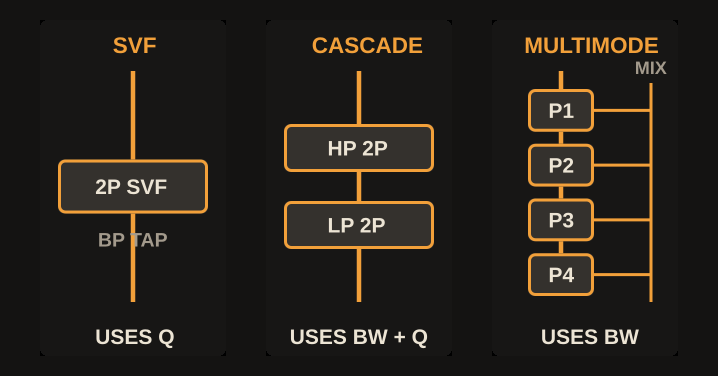 SVF
2P SVF
BP TAP
USES Q
CASCADE
HP 2P
LP 2P
USES BW + Q
MULTIMODE
MIX
P1
P2
P3
P4
USES BW